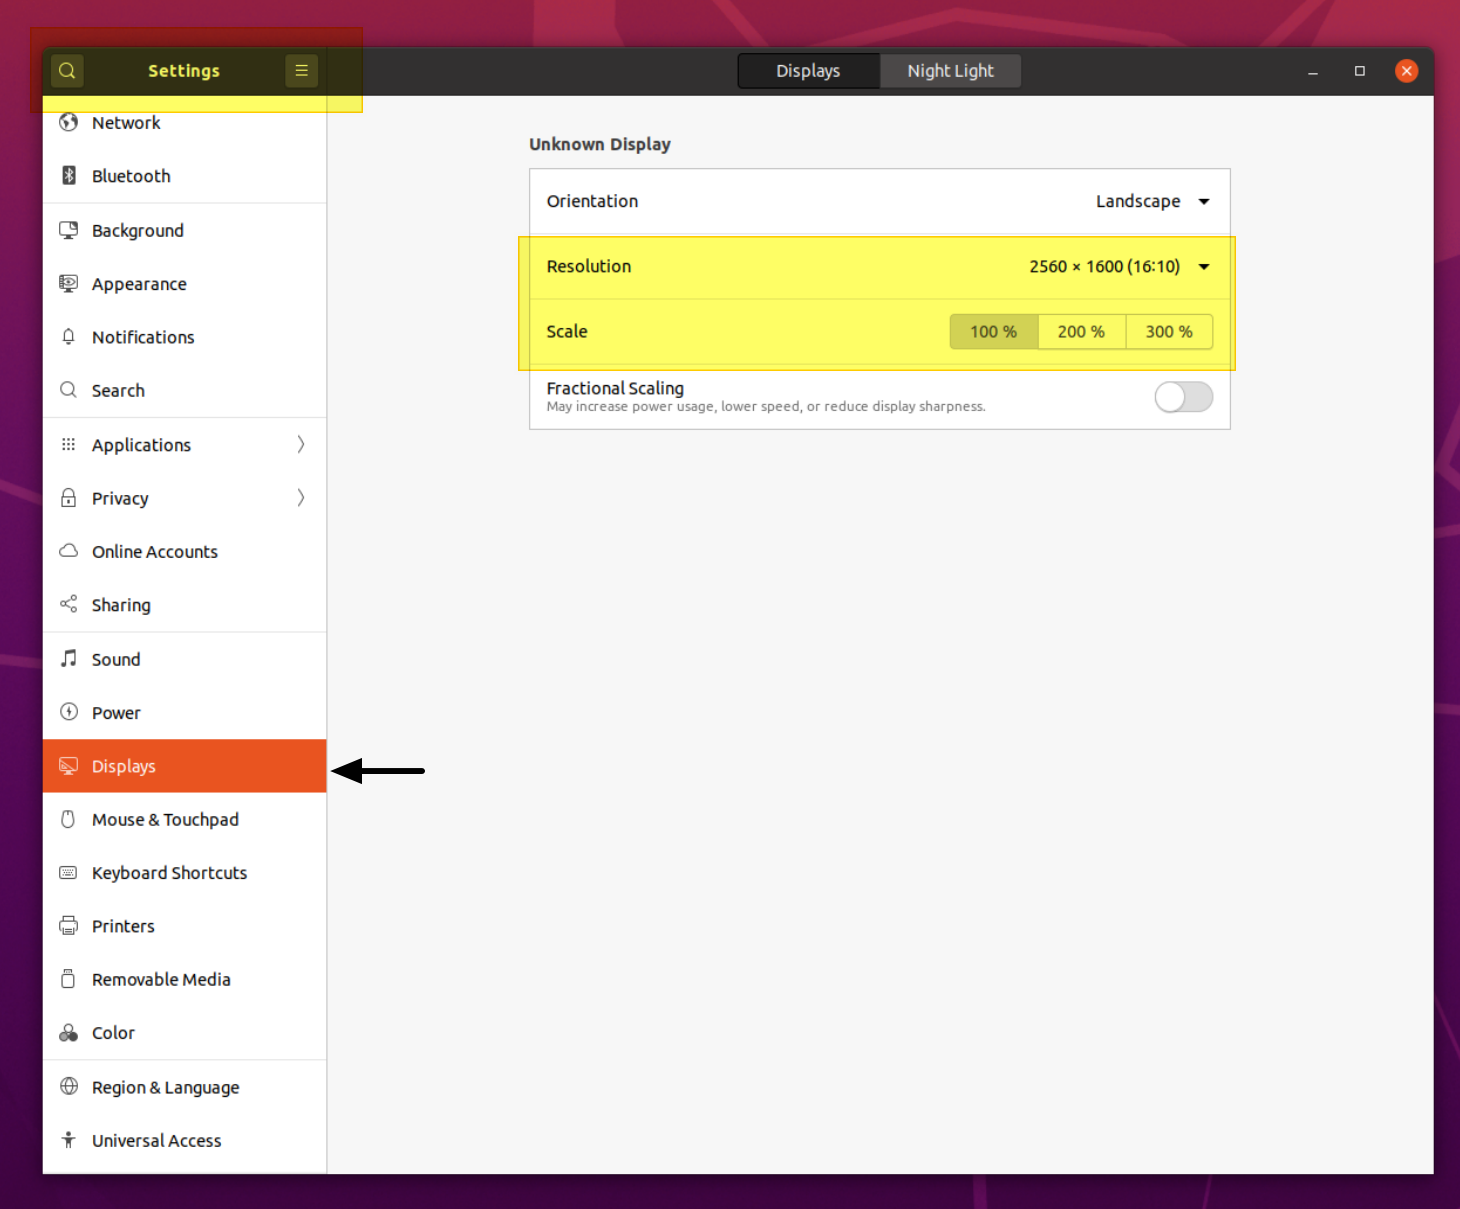 Settings
Displays Night Light
Network
Bluetooth
Background
Appearance
Notifications
Search
Applications
Privacy
Online Accounts
Sharing
Sound
Power
Displays
Mouse & Touchpad
Keyboard Shortcuts
Printers
Removable Media
Color
Region & Language
Universal Access
Unknown Display
Orientation Landscape
Resolution 2560 × 1600 (16:10)
Scale 100 % 200 % 300 %
Fractional Scaling
May increase power usage, lower speed, or reduce display sharpness.